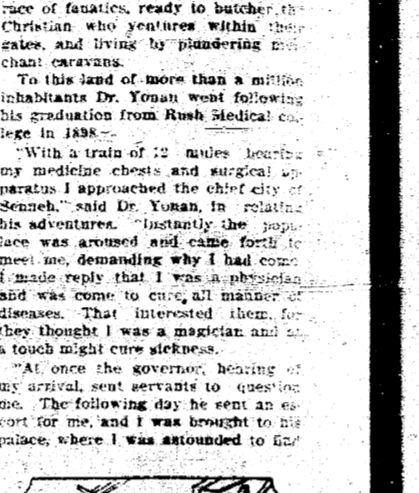 race of fanatics, ready to butcher the
Christian who ventures within their
gates, and living by plundering mer-
chant caravans.
To this land of more than a million
inhabitants Dr. Yonan went following
his graduation from Rush Medical col-
lege in 1898.
"With a train of 12 mules bearing
my medicine chests and surgical ap-
paratus I approached the chief city of
Senneh," said Dr. Yonan, in relating
his adventures. "Instantly the popu-
lace was aroused and came forth to
meet me, demanding why I had come.
I made reply that I was a physician
and was come to cure all manner of
diseases. That interested them, for
they thought I was a magician and at
a touch might cure sickness.
"At once the governor, hearing of
my arrival, sent servants to question
me. The following day he sent an es-
cort for me, and I was brought to his
palace, where I was astounded to find